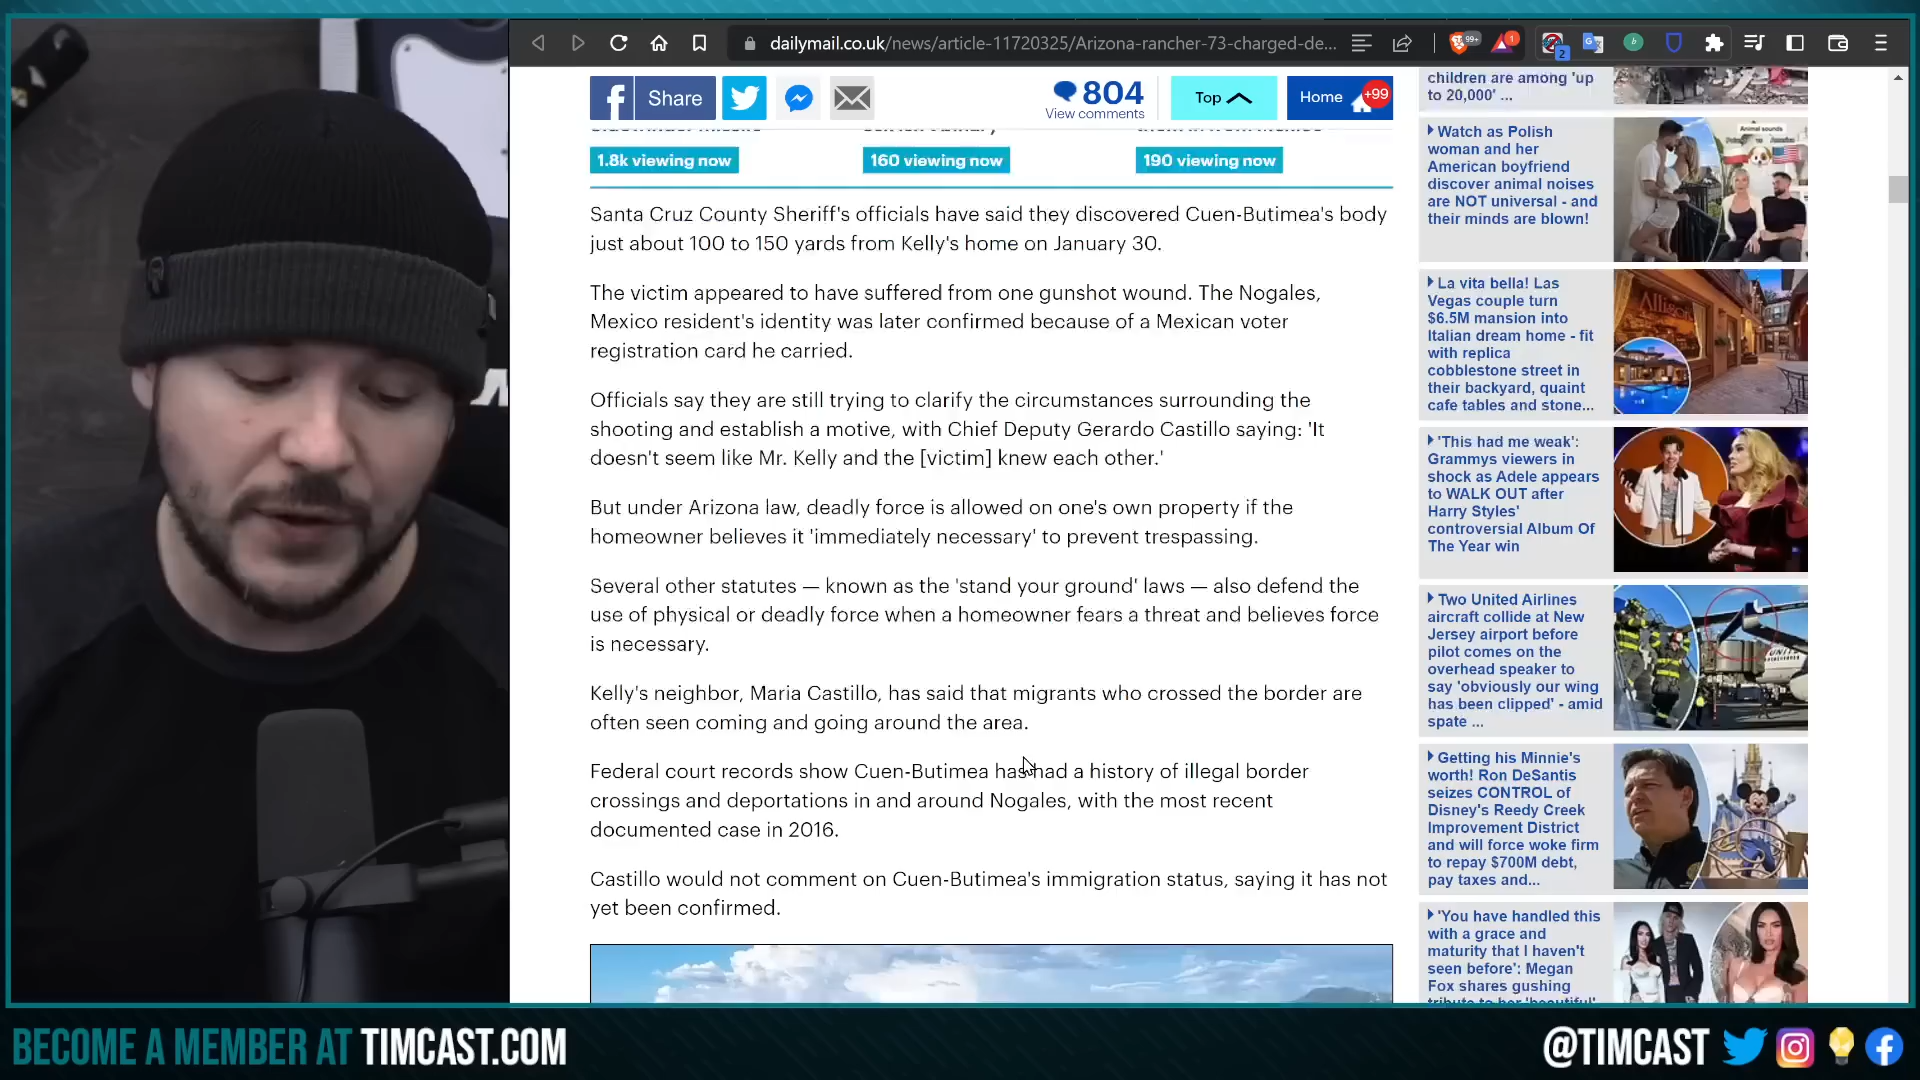 dailymail.co.uk/news/article-11720325/Arizona-rancher-73-charged-de...
99+
1
2
Share
804
View comments
Top
Home
+99
1.8k viewing now
160 viewing now
190 viewing now
Santa Cruz County Sheriff's officials have said they discovered Cuen-Butimea's body
just about 100 to 150 yards from Kelly's home on January 30.
The victim appeared to have suffered from one gunshot wound. The Nogales,
Mexico resident's identity was later confirmed because of a Mexican voter
registration card he carried.
Officials say they are still trying to clarify the circumstances surrounding the
shooting and establish a motive, with Chief Deputy Gerardo Castillo saying: 'It
doesn't seem like Mr. Kelly and the [victim] knew each other.'
But under Arizona law, deadly force is allowed on one's own property if the
homeowner believes it 'immediately necessary' to prevent trespassing.
Several other statutes — known as the 'stand your ground' laws — also defend the
use of physical or deadly force when a homeowner fears a threat and believes force
is necessary.
Kelly's neighbor, Maria Castillo, has said that migrants who crossed the border are
often seen coming and going around the area.
Federal court records show Cuen-Butimea has had a history of illegal border
crossings and deportations in and around Nogales, with the most recent
documented case in 2016.
Castillo would not comment on Cuen-Butimea's immigration status, saying it has not
yet been confirmed.
children are among 'up
to 20,000' ...
Watch as Polish
woman and her
American boyfriend
discover animal noises
are NOT universal - and
their minds are blown!
Animal sounds
La vita bella! Las
Vegas couple turn
$6.5M mansion into
Italian dream home - fit
with replica
cobblestone street in
their backyard, quaint
cafe tables and stone...
'This had me weak':
Grammys viewers in
shock as Adele appears
to WALK OUT after
Harry Styles'
controversial Album Of
The Year win
Two United Airlines
aircraft collide at New
Jersey airport before
pilot comes on the
overhead speaker to
say 'obviously our wing
has been clipped' - amid
spate ...
Getting his Minnie's
worth! Ron DeSantis
seizes CONTROL of
Disney's Reedy Creek
Improvement District
and will force woke firm
to repay $700M debt,
pay taxes and...
'You have handled this
with a grace and
maturity that I haven't
seen before': Megan
Fox shares gushing
tribute to her 'beautiful'
BECOME A MEMBER AT TIMCAST.COM
@TIMCAST